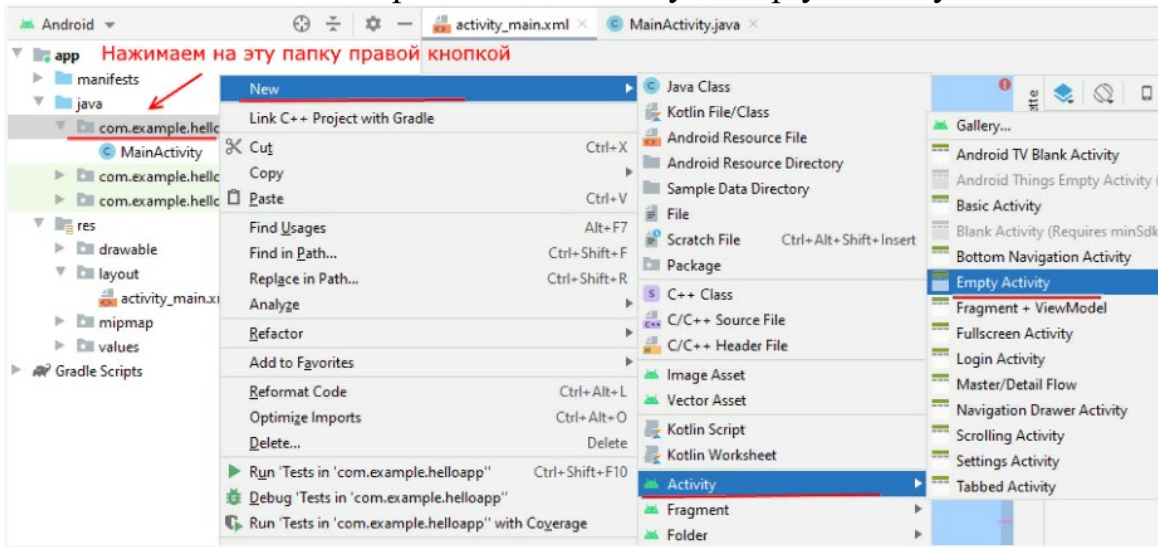 Android
activity_main.xml
MainActivity.java
app
Нажимаем на эту папку правой кнопкой
manifests
java
com.example.hellc
MainActivity
com.example.hellc
com.example.hellc
res
drawable
layout
activity_main.x
mipmap
values
Gradle Scripts
New
Link C++ Project with Gradle
Cut Ctrl+X
Copy
Paste Ctrl+V
Find Usages Alt+F7
Find in Path... Ctrl+Shift+F
Replace in Path... Ctrl+Shift+R
Analyze
Refactor
Add to Favorites
Reformat Code Ctrl+Alt+L
Optimize Imports Ctrl+Alt+O
Delete... Delete
Run 'Tests in 'com.example.helloapp'' Ctrl+Shift+F10
Debug 'Tests in 'com.example.helloapp''
Run 'Tests in 'com.example.helloapp'' with Coverage
Java Class
Kotlin File/Class
Android Resource File
Android Resource Directory
Sample Data Directory
File
Scratch File Ctrl+Alt+Shift+Insert
Package
C++ Class
C/C++ Source File
C/C++ Header File
Image Asset
Vector Asset
Kotlin Script
Kotlin Worksheet
Activity
Fragment
Folder
Gallery...
Android TV Blank Activity
Android Things Empty Activity (
Basic Activity
Blank Activity (Requires minSdk
Bottom Navigation Activity
Empty Activity
Fragment + ViewModel
Fullscreen Activity
Login Activity
Master/Detail Flow
Navigation Drawer Activity
Scrolling Activity
Settings Activity
Tabbed Activity